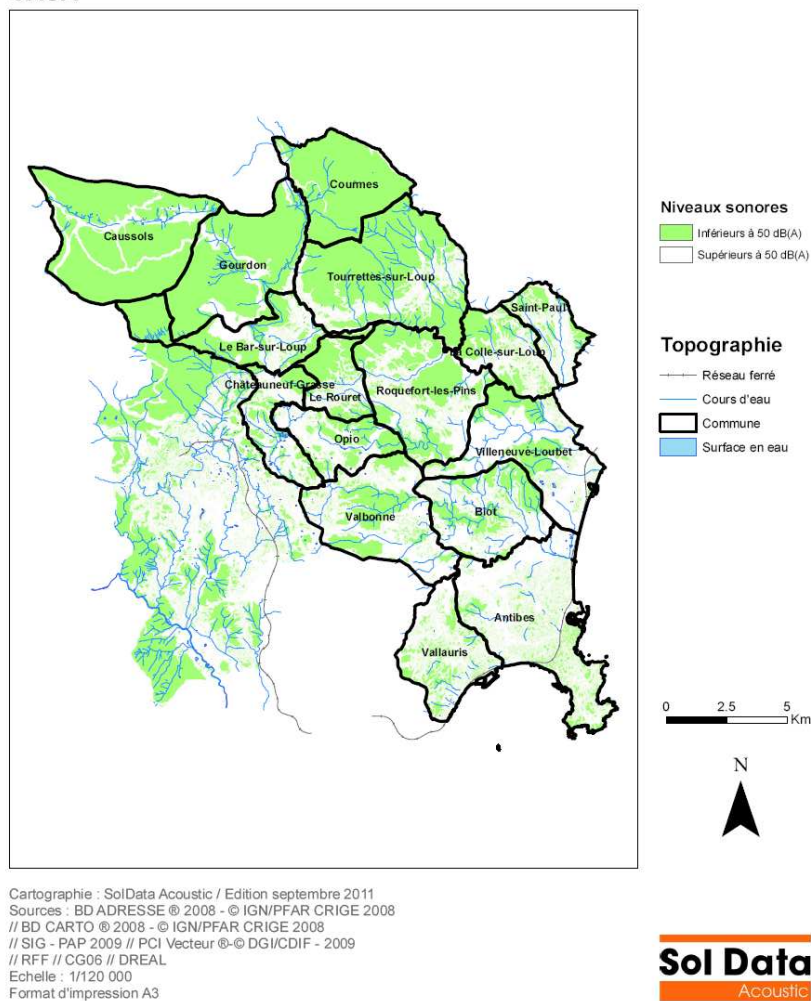 Courmes
Caussols
Gourdon
Tourrettes-sur-Loup
Saint-Paul
Le Bar-sur-Loup
La Colle-sur-Loup
Châteauneuf-Grasse
Le Rouret
Roquefort-les-Pins
Opio
Villeneuve-Loubet
Valbonne
Biot
Antibes
Vallauris
Niveaux sonores
Inférieurs à 50 dB(A)
Supérieurs à 50 dB(A)
Topographie
Réseau ferré
Cours d'eau
Commune
Surface en eau
0 2.5 5
Km
N
Cartographie : SolData Acoustic / Edition septembre 2011
Sources : BD ADRESSE ® 2008 - © IGN/PFAR CRIGE 2008
// BD CARTO ® 2008 - © IGN/PFAR CRIGE 2008
// SIG - PAP 2009 // PCI Vecteur ®-© DGI/CDIF - 2009
// RFF // CG06 // DREAL
Echelle : 1/120 000
Format d'impression A3
Sol Data
Acoustic